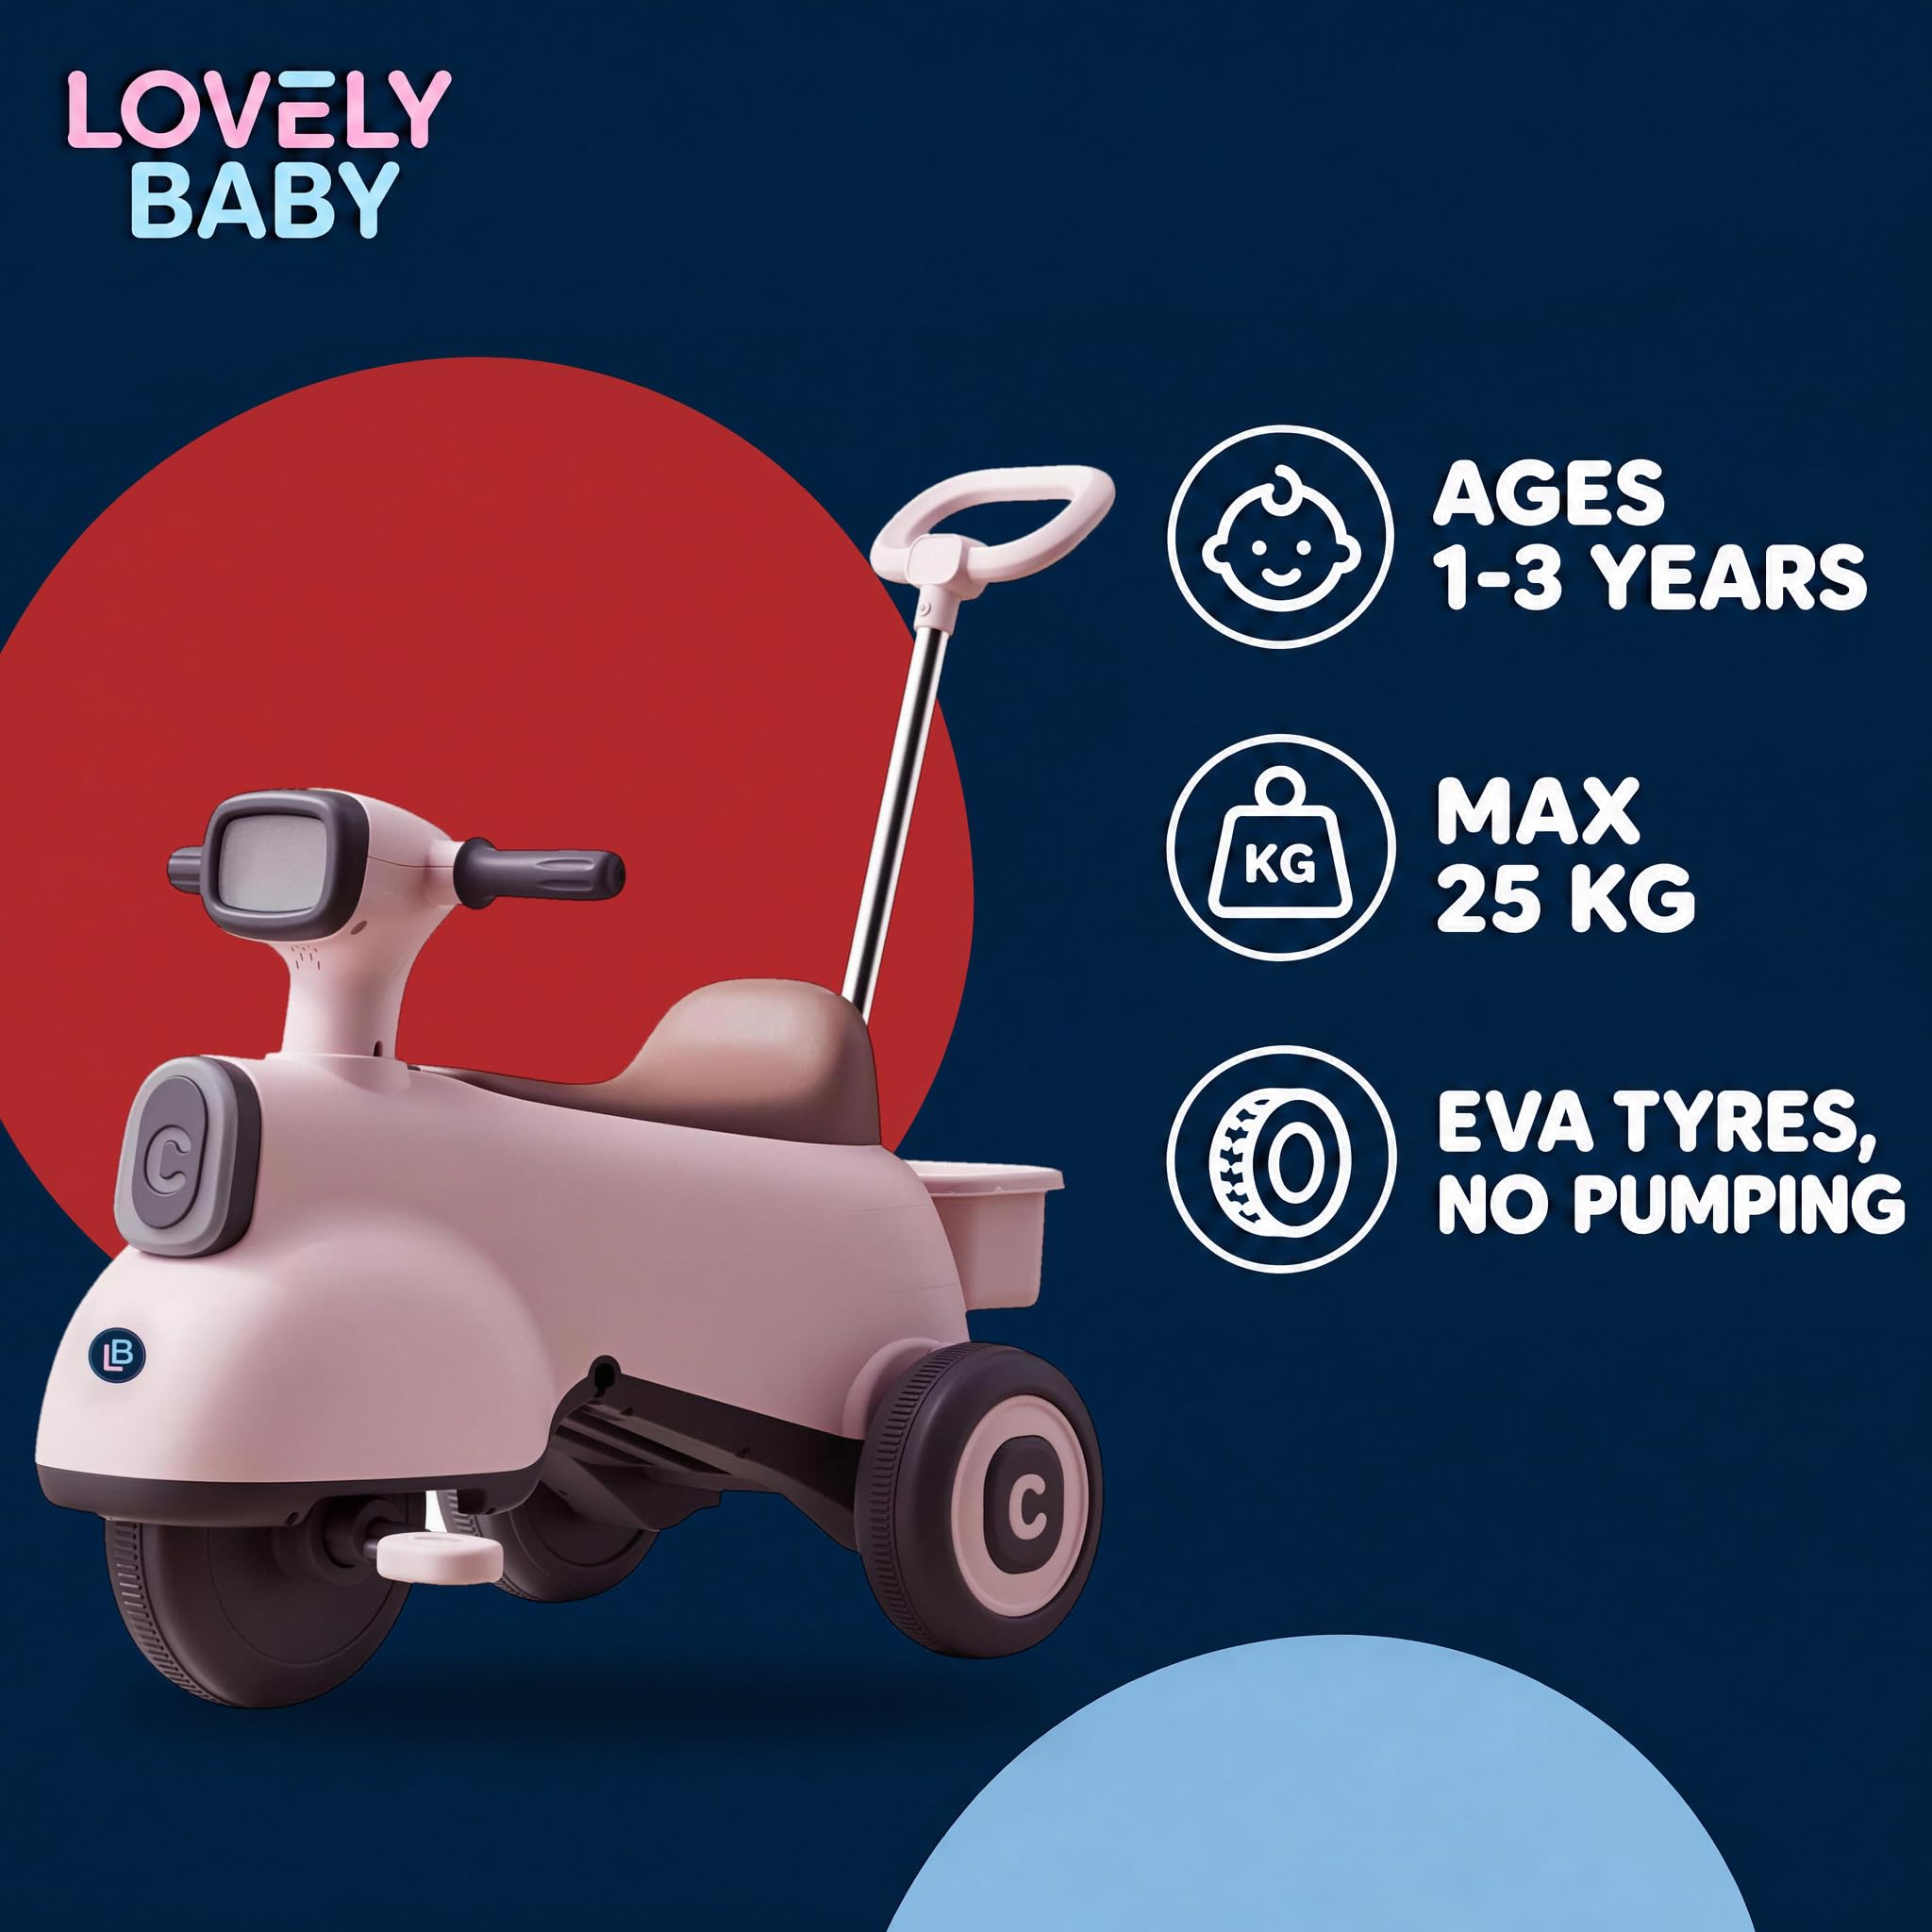 LOVELY
BABY
AGES
1-3 YEARS
KG
MAX
25 KG
EVA TYRES,
NO PUMPING
C
LB
C